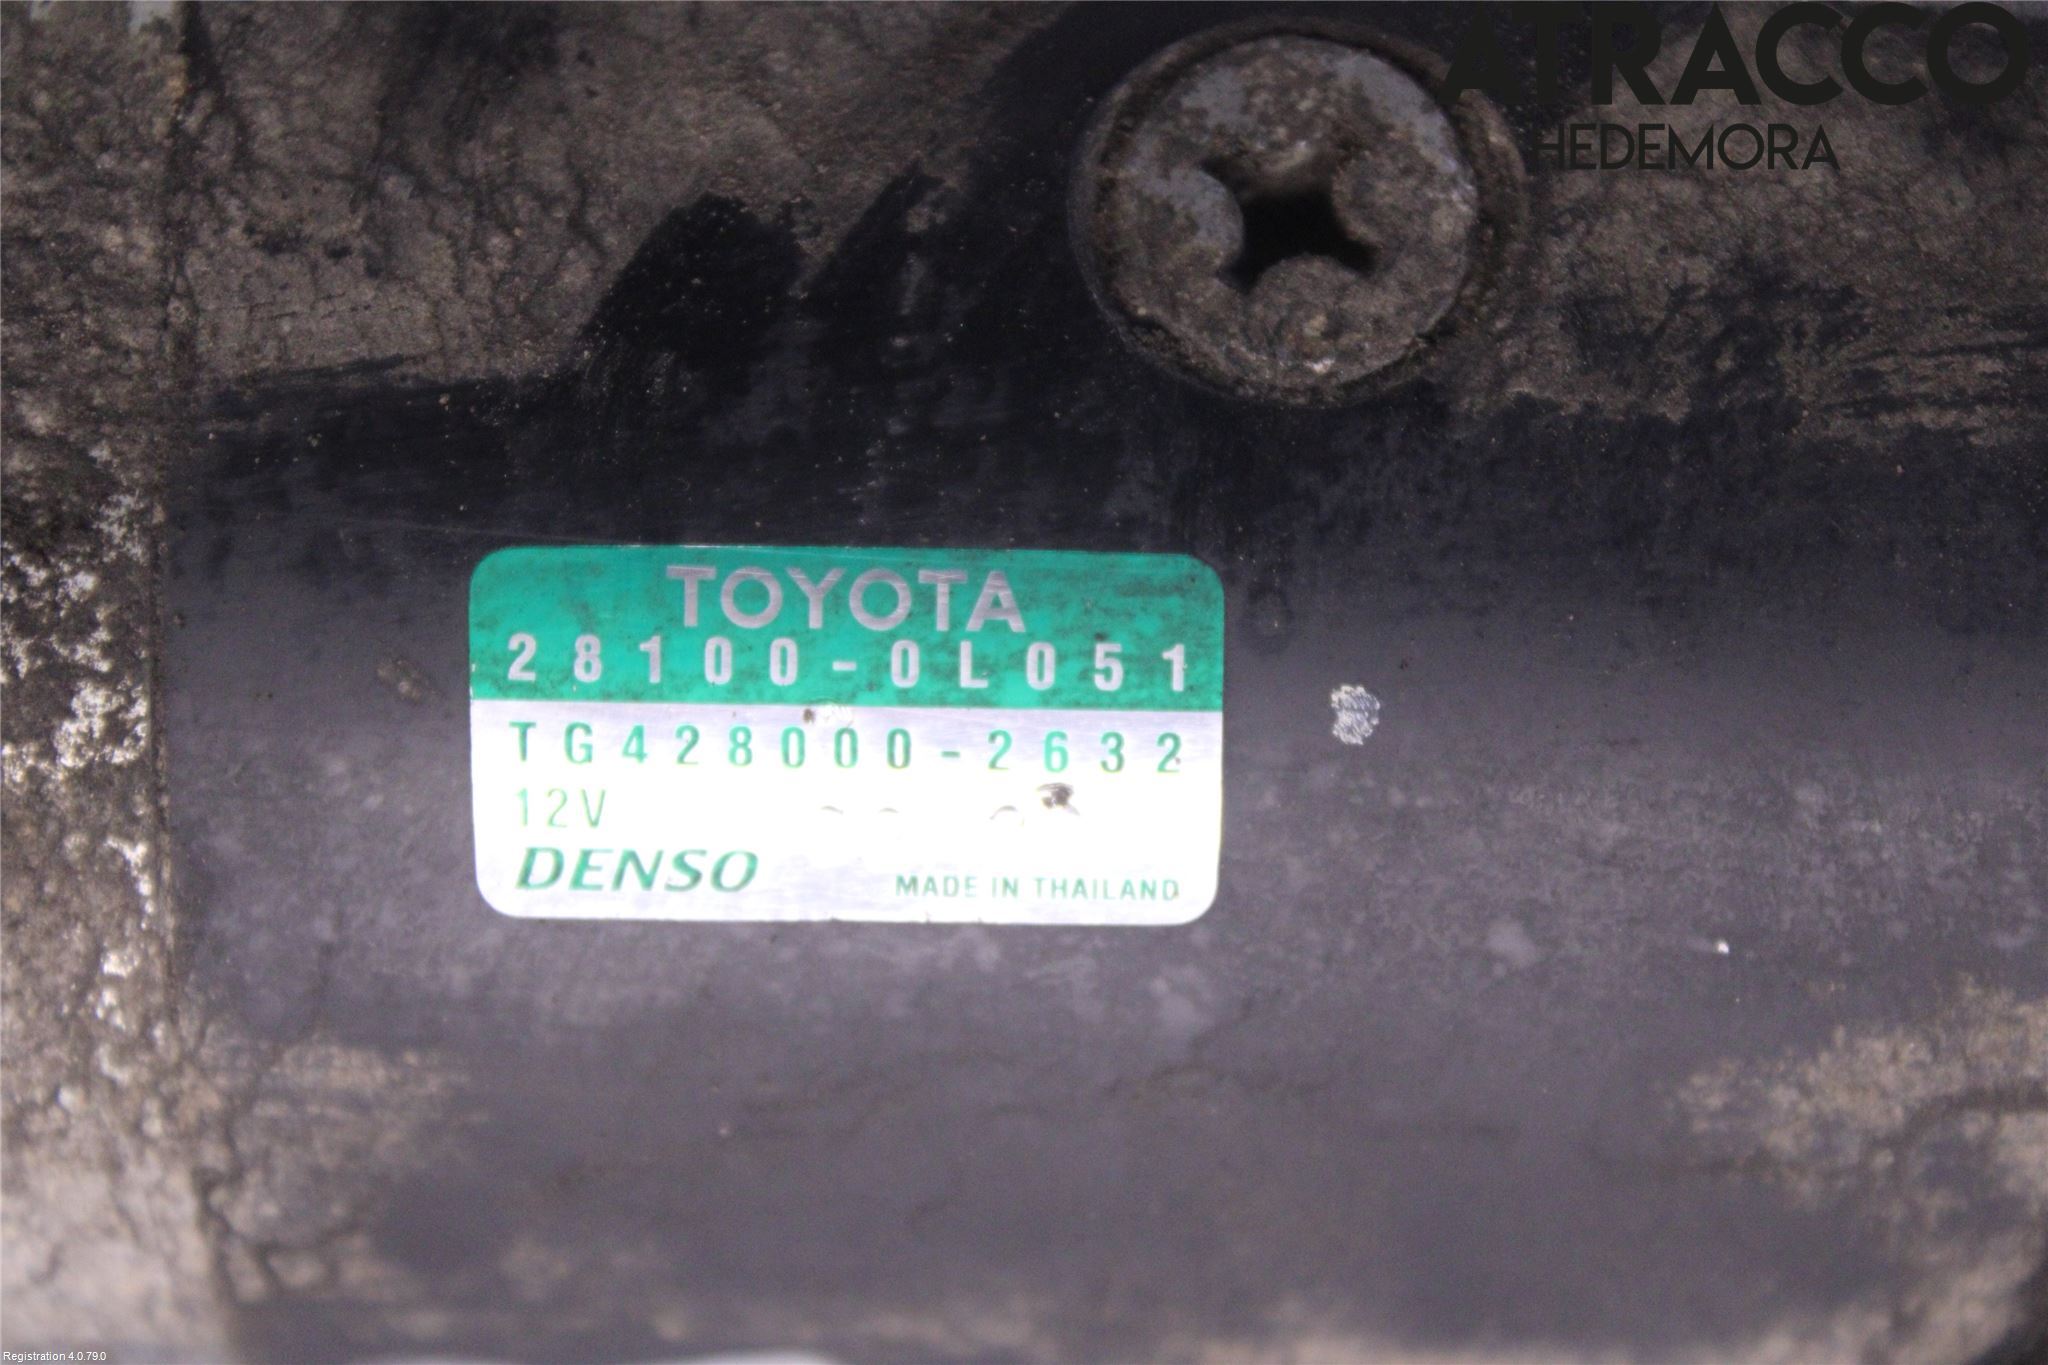 ATRACCO
HEDEMORA
TOYOTA
28100-0L051
TG428000-2632
12V
DENSO
MADE IN THAILAND
Registration 4.0.79.0